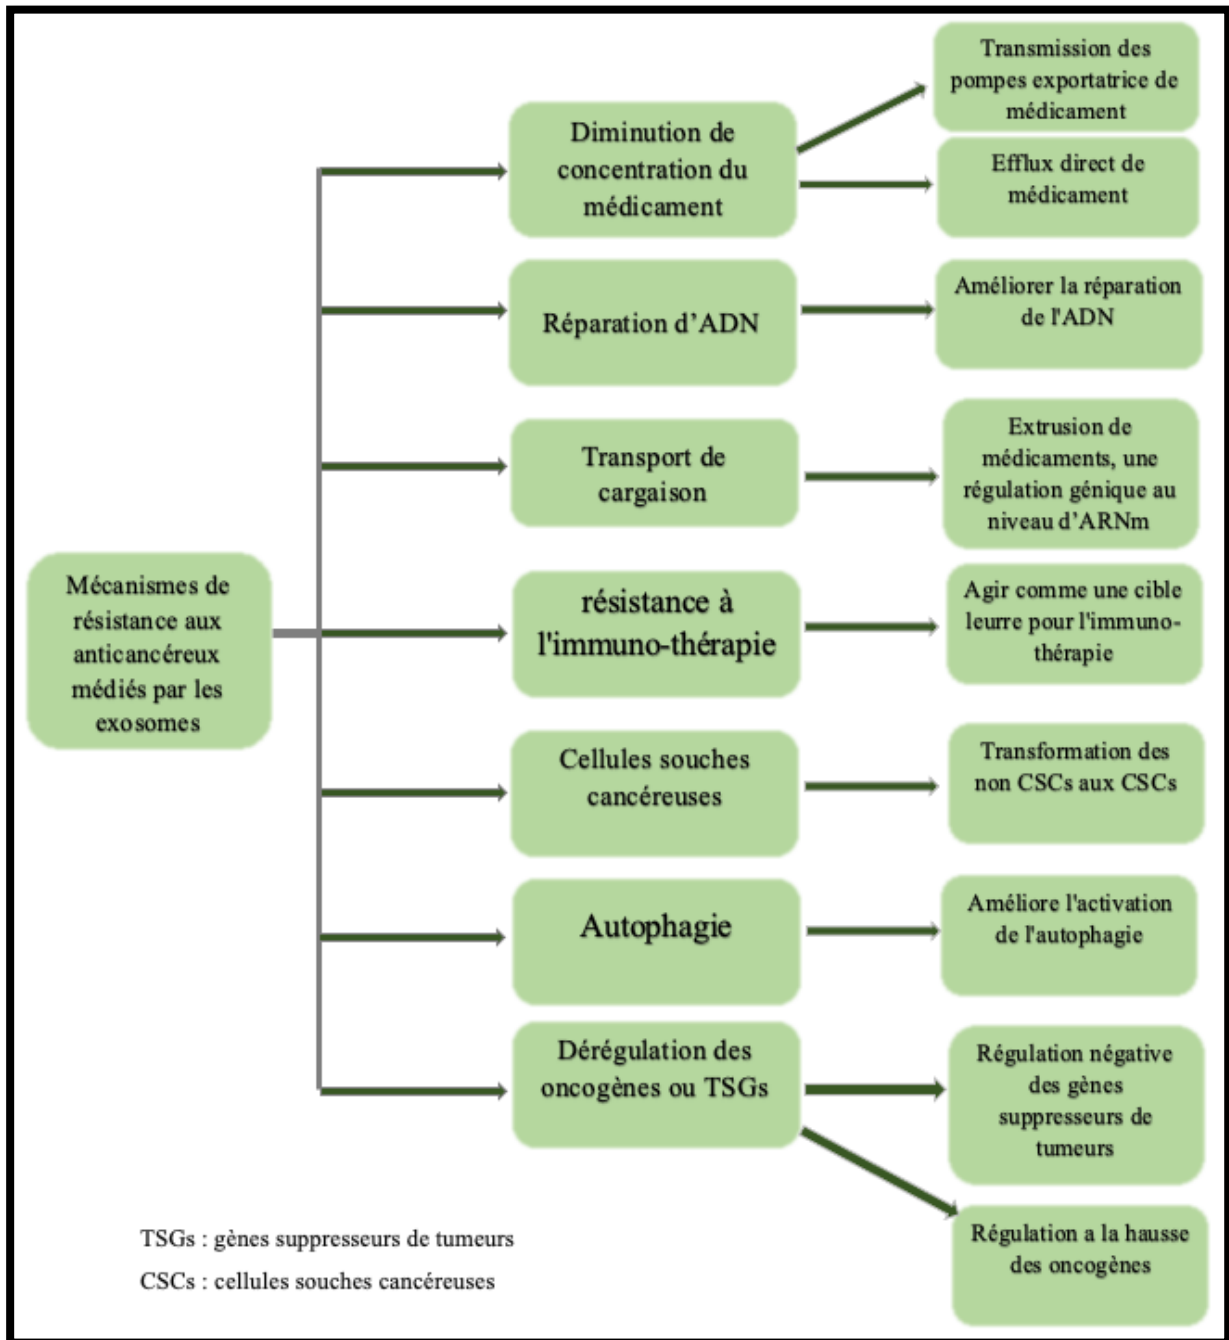 Mécanismes de
résistance aux
anticancéreux
médiés par les
exosomes
Diminution de
concentration du
médicament
Transmission des
pompes exportatrice de
médicament
Efflux direct de
médicament
Réparation d’ADN
Améliorer la réparation
de l'ADN
Transport de
cargaison
Extrusion de
médicaments, une
régulation génique au
niveau d’ARNm
résistance à
l'immuno-thérapie
Agir comme une cible
leurre pour l'immuno-
thérapie
Cellules souches
cancéreuses
Transformation des
non CSCs aux CSCs
Autophagie
Améliore l'activation
de l'autophagie
Dérégulation des
oncogènes ou TSGs
Régulation négative
des gènes
suppresseurs de
tumeurs
Régulation a la hausse
des oncogènes
TSGs : gènes suppresseurs de tumeurs
CSCs : cellules souches cancéreuses